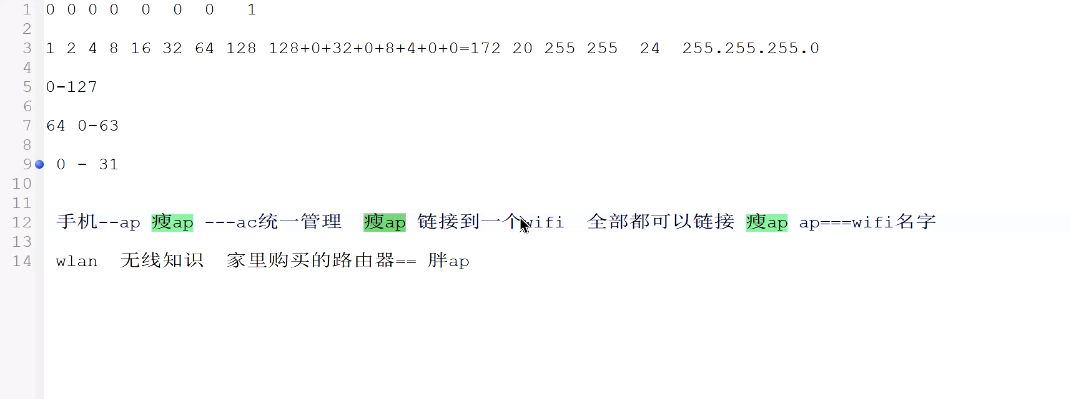 1 0 0 0 0 0 0 0 1
2
3 1 2 4 8 16 32 64 128 128+0+32+0+8+4+0+0=172 20 255 255 24 255.255.255.0
4
5 0-127
6
7 64 0-63
8
9 0 - 31
10
11
12 手机--ap 瘦ap ---ac统一管理 瘦ap 链接到一个wifi 全部都可以链接 瘦ap ap===wifi名字
13
14 wlan 无线知识 家里购买的路由器== 胖ap